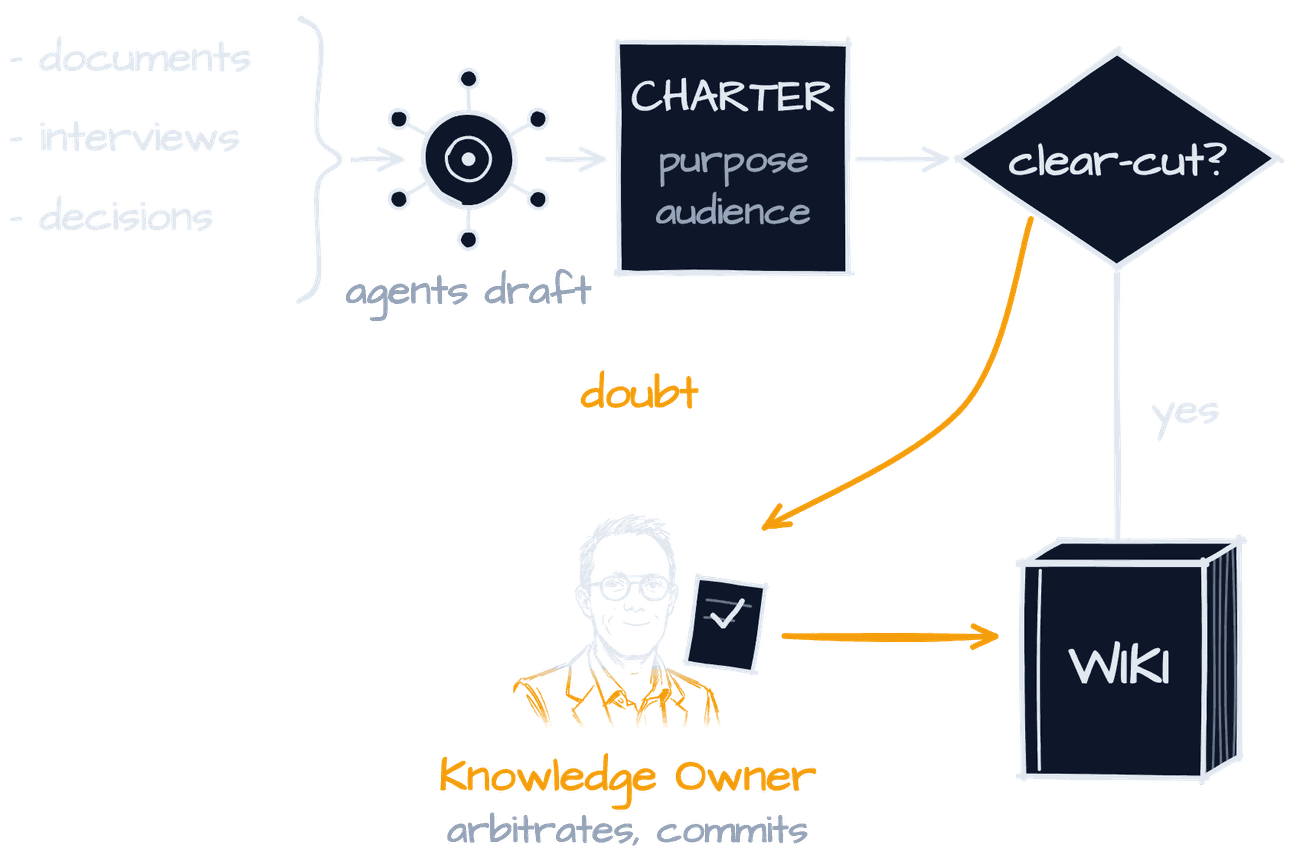 - documents
- interviews
- decisions
agents draft
CHARTER
purpose
audience
clear-cut?
doubt
yes
WIKI
Knowledge Owner
arbitrates, commits